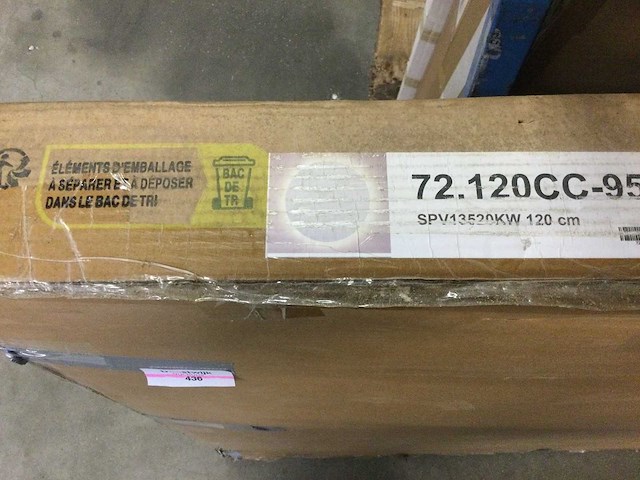 ÉLÉMENTS D'EMBALLAGE
À SÉPARER ET À DÉPOSER
DANS LE BAC DE TRI
BAC
DE
TRI
72.120CC-95
SPV13520KW 120 cm
436